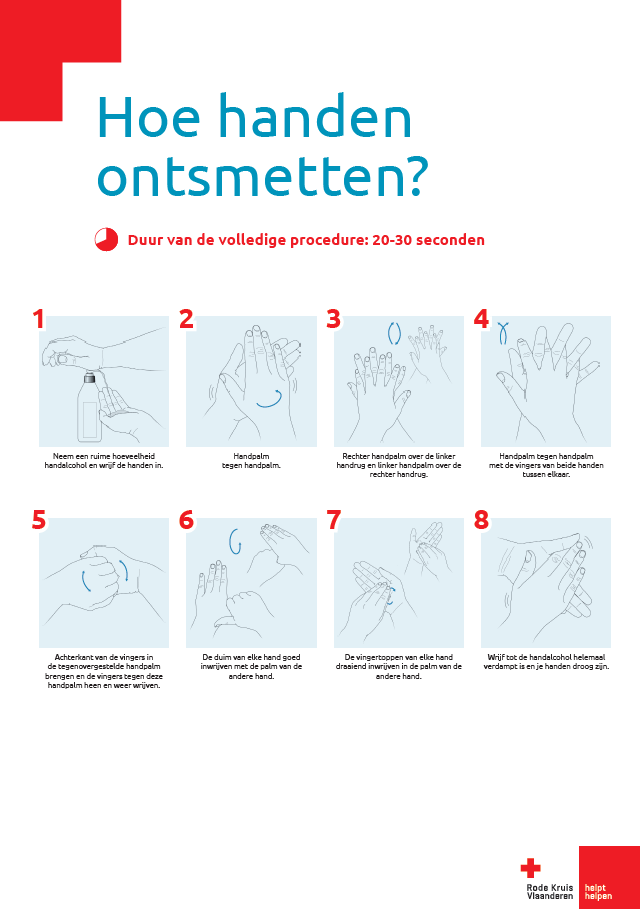 Hoe handen
ontsmetten?
Duur van de volledige procedure: 20-30 seconden
1
Neem een ruime hoeveelheid
handalcohol en wrijf de handen in.
2
Handpalm
tegen handpalm.
3
Rechter handpalm over de linker
handrug en linker handpalm over de
rechter handrug.
4
Handpalm tegen handpalm
met de vingers van beide handen
tussen elkaar.
5
Achterkant van de vingers in
de tegenovergestelde handpalm
brengen en de vingers tegen deze
handpalm heen en weer wrijven.
6
De duim van elke hand goed
inwrijven met de palm van de
andere hand.
7
De vingertoppen van elke hand
draaiend inwrijven in de palm van de
andere hand.
8
Wrijf tot de handalcohol helemaal
verdampt is en je handen droog zijn.
Rode Kruis
Vlaanderen
helpt
helpen